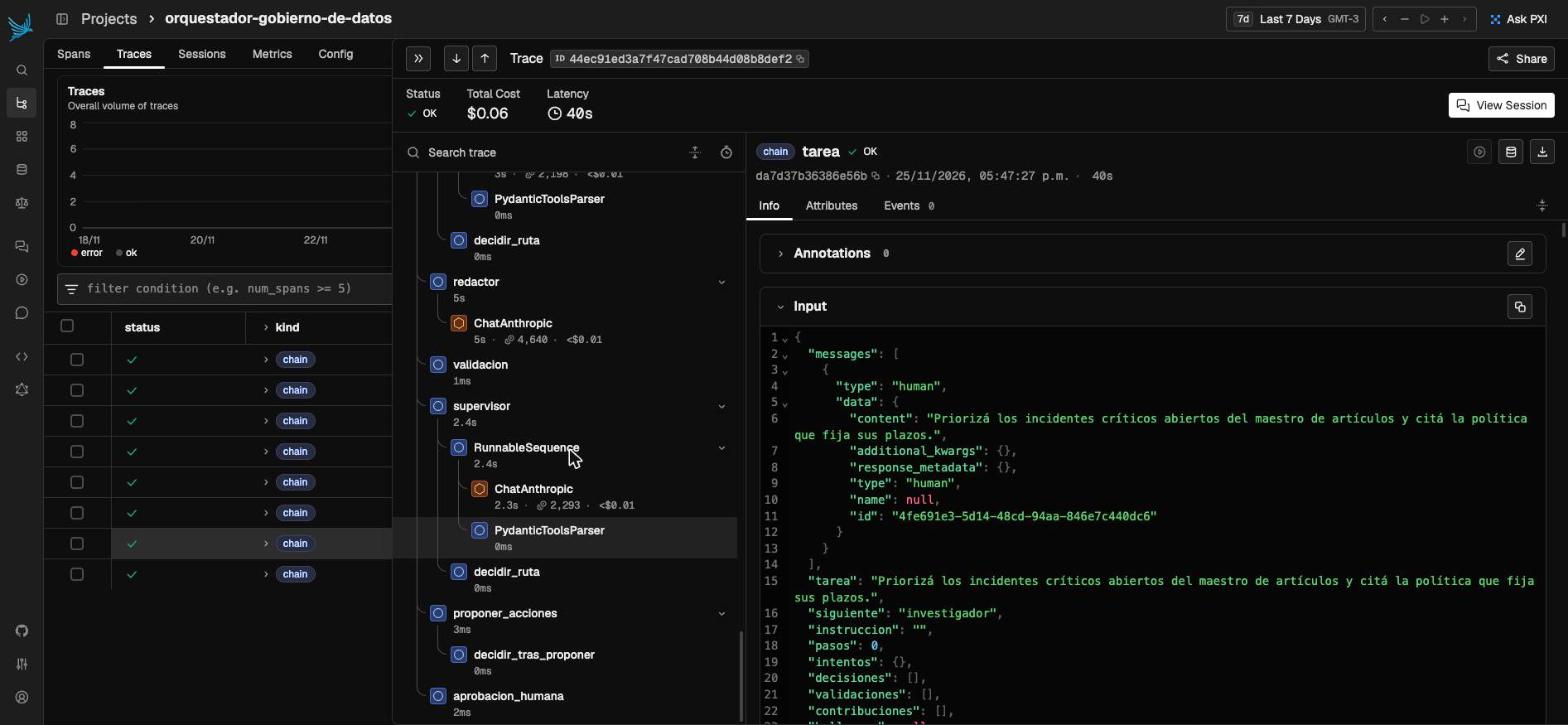 Projects › orquestador-gobierno-de-datos
7d Last 7 Days GMT-3
Ask PXI
Spans Traces Sessions Metrics Config
Traces
Overall volume of traces
8
6
4
2
0
18/11 20/11 22/11
error ok
filter condition (e.g. num_spans >= 5)
status kind
chain
chain
chain
chain
chain
chain
chain
chain
Trace ID 44ec91ed3a7f47cad708b44d08b8def2
Share
Status Total Cost Latency
OK $0.06 40s
View Session
Search trace
3s · 2,198 · <$0.01
PydanticToolsParser
0ms
decidir_ruta
0ms
redactor
5s
ChatAnthropic
5s · 4,640 · <$0.01
validacion
1ms
supervisor
2.4s
RunnableSequence
2.4s
ChatAnthropic
2.3s · 2,293 · <$0.01
PydanticToolsParser
0ms
decidir_ruta
0ms
proponer_acciones
3ms
decidir_tras_proponer
0ms
aprobacion_humana
2ms
chain tarea OK
da7d37b36386e56b · 25/11/2026, 05:47:27 p.m. · 40s
Info Attributes Events 0
Annotations 0
Input
1 {
2 "messages": [
3 {
4 "type": "human",
5 "data": {
6 "content": "Priorizá los incidentes críticos abiertos del maestro de artículos y citá la política
que fija sus plazos.",
7 "additional_kwargs": {},
8 "response_metadata": {},
9 "type": "human",
10 "name": null,
11 "id": "4fe691e3-5d14-48cd-94aa-846e7c440dc6"
12 }
13 }
14 ],
15 "tarea": "Priorizá los incidentes críticos abiertos del maestro de artículos y citá la política que fija
sus plazos.",
16 "siguiente": "investigador",
17 "instruccion": "",
18 "pasos": 0,
19 "intentos": {},
20 "decisiones": [],
21 "validaciones": [],
22 "contribuciones": [],